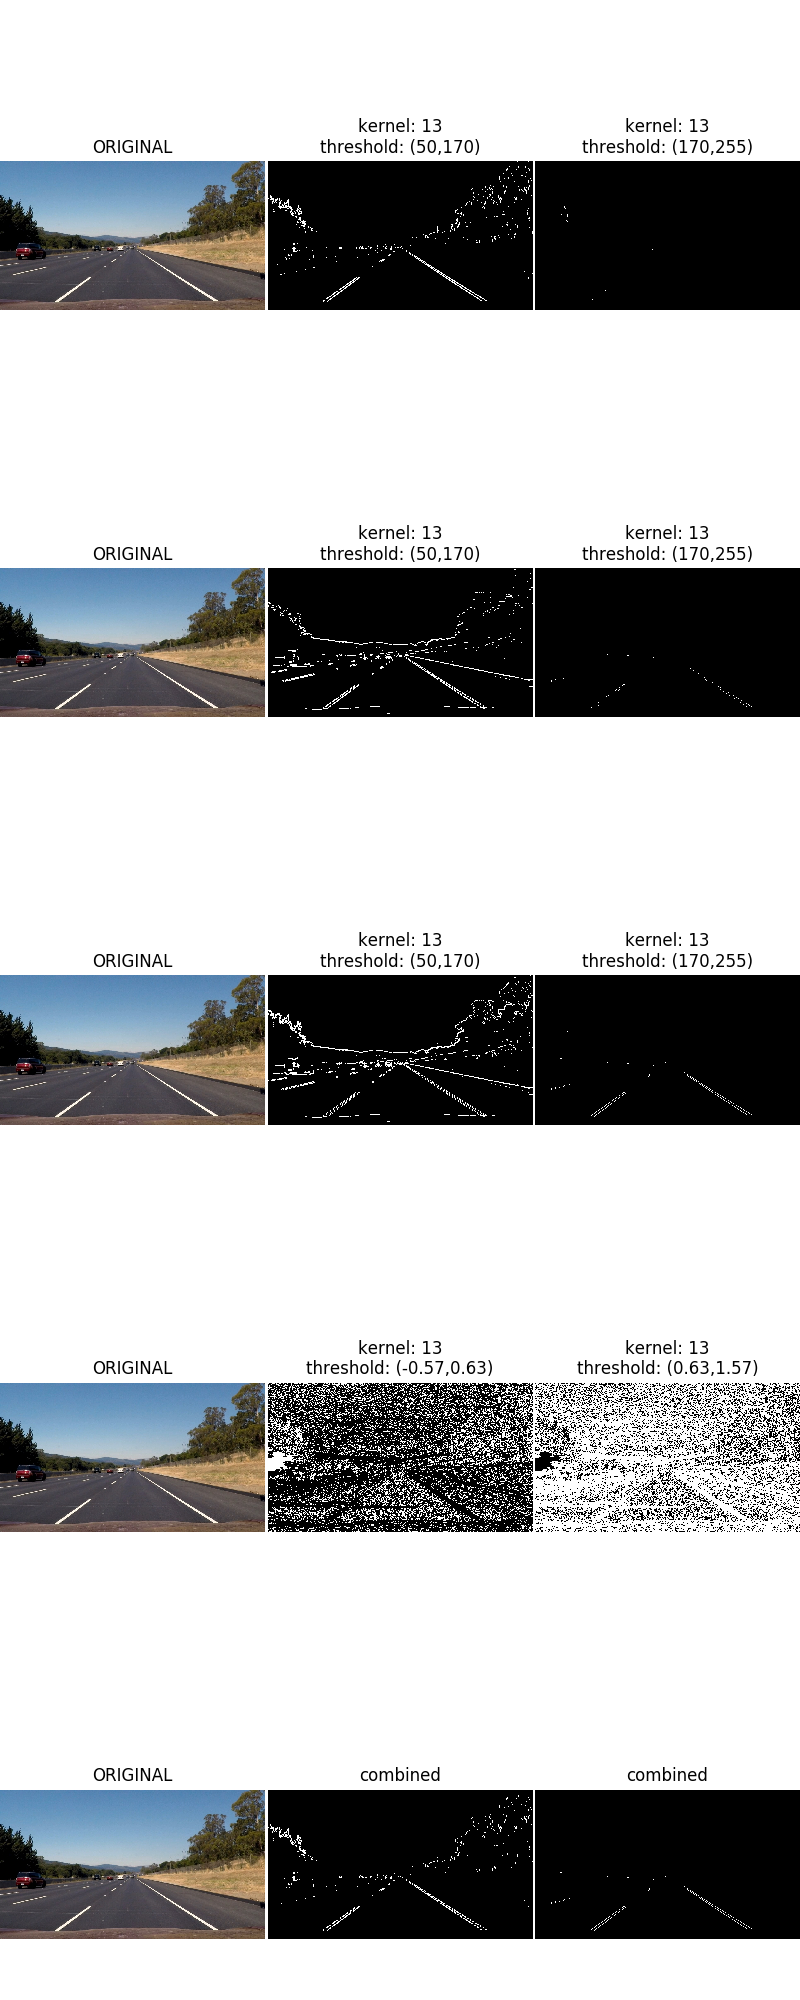 ORIGINAL
kernel: 13
threshold: (50,170)
kernel: 13
threshold: (170,255)
ORIGINAL
kernel: 13
threshold: (50,170)
kernel: 13
threshold: (170,255)
ORIGINAL
kernel: 13
threshold: (50,170)
kernel: 13
threshold: (170,255)
ORIGINAL
kernel: 13
threshold: (-0.57,0.63)
kernel: 13
threshold: (0.63,1.57)
ORIGINAL
combined
combined